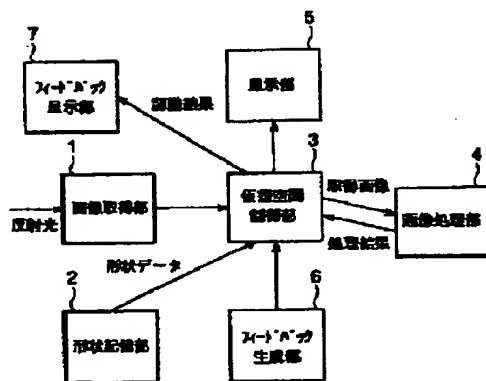 7
フィードバック
呈示部
認識結果
5
呈示部
1
画像取得部
反射光
3
仮想空間
制御部
取得画像
処理結果
4
画像処理部
形状データ
2
形状記憶部
6
フィードバック
生成部